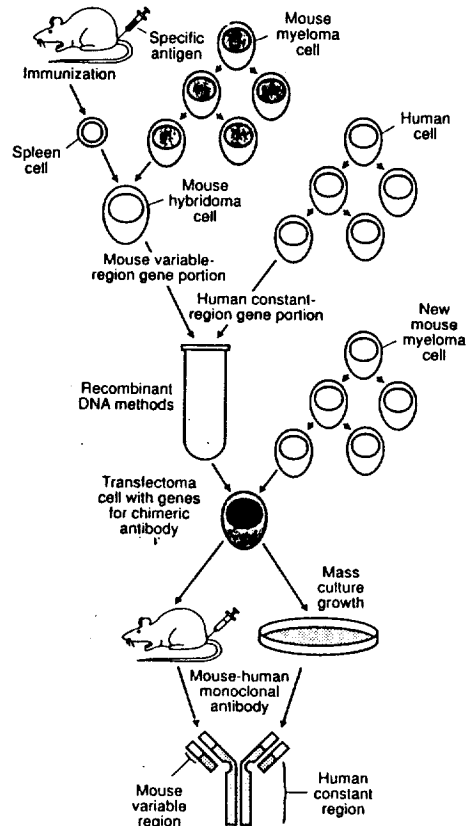 Specific
antigen
Immunization
Mouse
myeloma
cell
Spleen
cell
Mouse
hybridoma
cell
Human
cell
Mouse variable-
region gene portion
Human constant-
region gene portion
New
mouse
myeloma
cell
Recombinant
DNA methods
Transfectoma
cell with genes
for chimeric
antibody
Mass
culture
growth
Mouse-human
monoclonal
antibody
Mouse
variable
region
Human
constant
region